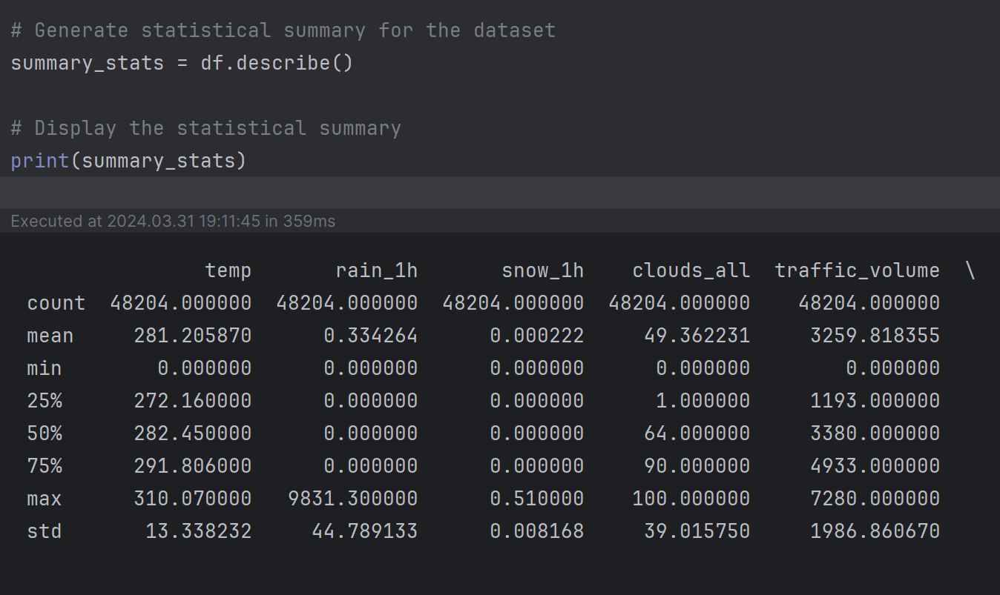 # Generate statistical summary for the dataset
summary_stats = df.describe()
# Display the statistical summary
print(summary_stats)
Executed at 2024.03.31 19:11:45 in 359ms
temp rain_1h snow_1h clouds_all traffic_volume \
count 48204.000000 48204.000000 48204.000000 48204.000000 48204.000000
mean 281.205870 0.334264 0.000222 49.362231 3259.818355
min 0.000000 0.000000 0.000000 0.000000 0.000000
25% 272.160000 0.000000 0.000000 1.000000 1193.000000
50% 282.450000 0.000000 0.000000 64.000000 3380.000000
75% 291.806000 0.000000 0.000000 90.000000 4933.000000
max 310.070000 9831.300000 0.510000 100.000000 7280.000000
std 13.338232 44.789133 0.008168 39.015750 1986.860670